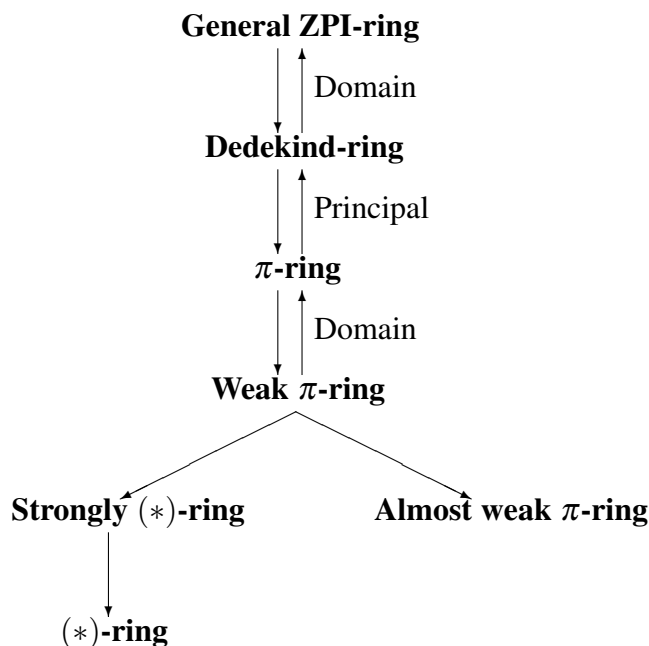 General ZPI-ring
Domain
Dedekind-ring
Principal
π-ring
Domain
Weak π-ring
Strongly (∗)-ring
Almost weak π-ring
(∗)-ring